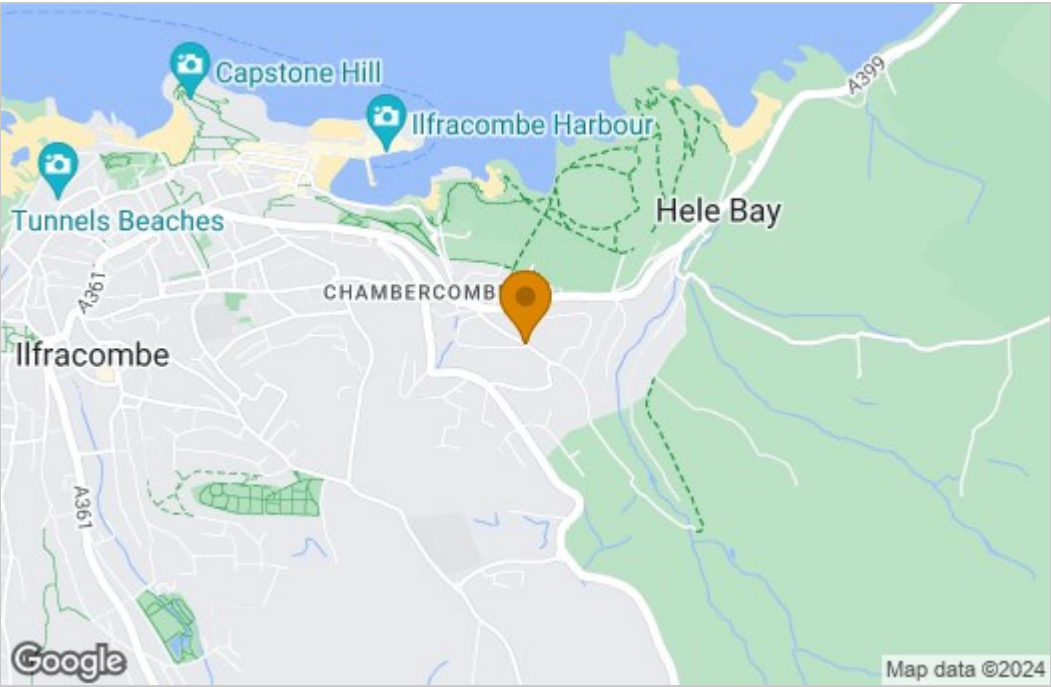 A399
Capstone Hill
Ilfracombe Harbour
Hele Bay
Tunnels Beaches
A361
CHAMBERCOMB
Ilfracombe
A361
Google
Map data ©2024